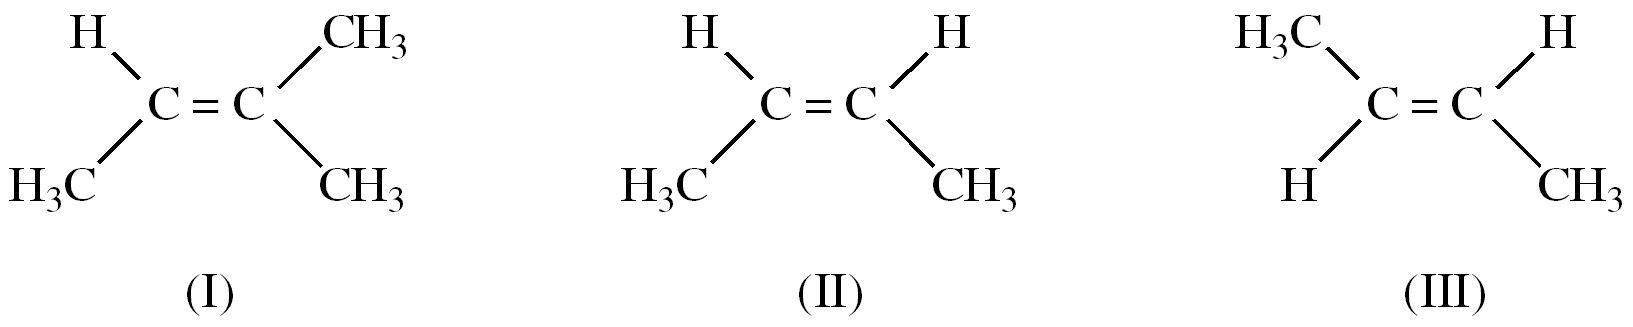 H CH₃ H H H₃C H
C = C C = C C = C
H₃C CH₃ H₃C CH₃ H CH₃
(I) (II) (III)